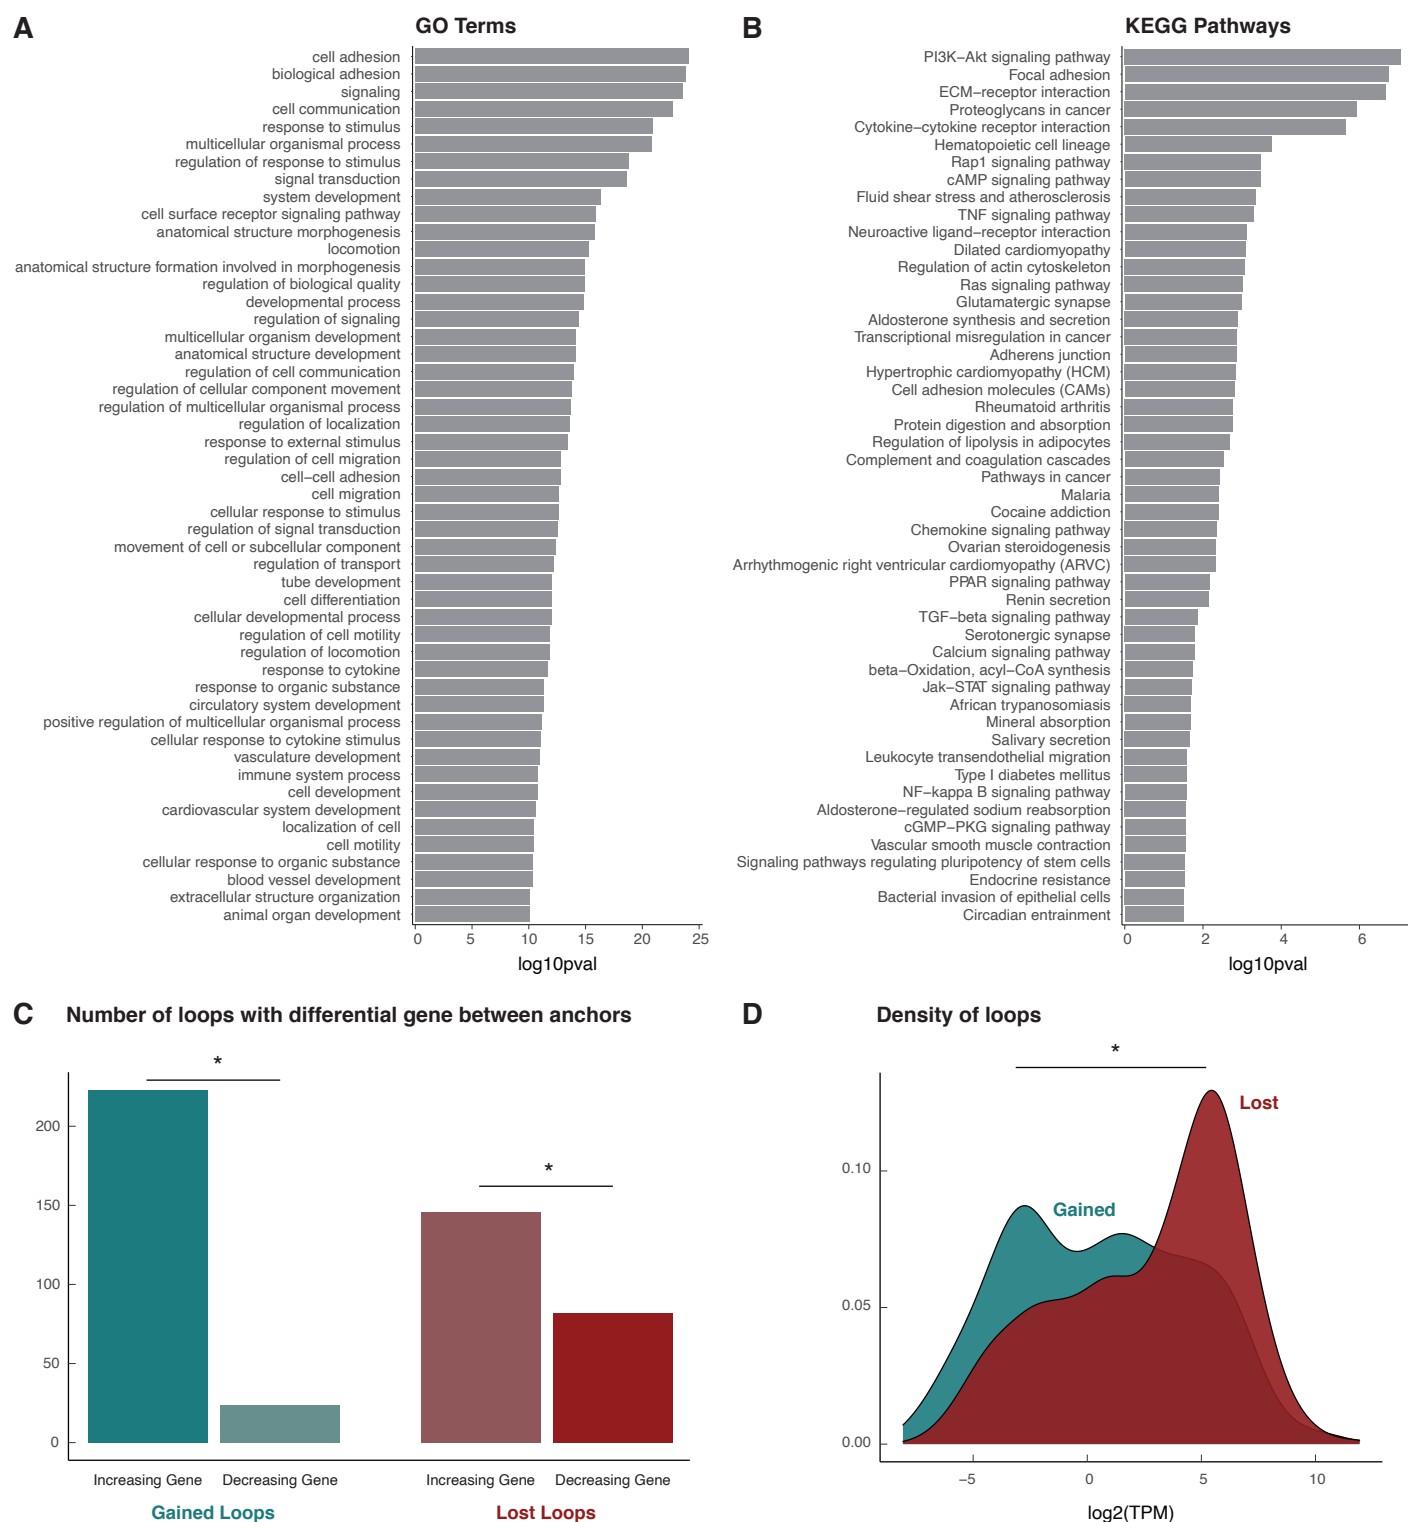 A
GO Terms
cell adhesion
biological adhesion
signaling
cell communication
response to stimulus
multicellular organismal process
regulation of response to stimulus
signal transduction
system development
cell surface receptor signaling pathway
anatomical structure morphogenesis
locomotion
anatomical structure formation involved in morphogenesis
regulation of biological quality
developmental process
regulation of signaling
multicellular organism development
anatomical structure development
regulation of cell communication
regulation of cellular component movement
regulation of multicellular organismal process
regulation of localization
response to external stimulus
regulation of cell migration
cell−cell adhesion
cell migration
cellular response to stimulus
regulation of signal transduction
movement of cell or subcellular component
regulation of transport
tube development
cell differentiation
cellular developmental process
regulation of cell motility
regulation of locomotion
response to cytokine
response to organic substance
circulatory system development
positive regulation of multicellular organismal process
cellular response to cytokine stimulus
vasculature development
immune system process
cell development
cardiovascular system development
localization of cell
cell motility
cellular response to organic substance
blood vessel development
extracellular structure organization
animal organ development
0 5 10 15 20 25
log10pval
B
KEGG Pathways
PI3K−Akt signaling pathway
Focal adhesion
ECM−receptor interaction
Proteoglycans in cancer
Cytokine−cytokine receptor interaction
Hematopoietic cell lineage
Rap1 signaling pathway
cAMP signaling pathway
Fluid shear stress and atherosclerosis
TNF signaling pathway
Neuroactive ligand−receptor interaction
Dilated cardiomyopathy
Regulation of actin cytoskeleton
Ras signaling pathway
Glutamatergic synapse
Aldosterone synthesis and secretion
Transcriptional misregulation in cancer
Adherens junction
Hypertrophic cardiomyopathy (HCM)
Cell adhesion molecules (CAMs)
Rheumatoid arthritis
Protein digestion and absorption
Regulation of lipolysis in adipocytes
Complement and coagulation cascades
Pathways in cancer
Malaria
Cocaine addiction
Chemokine signaling pathway
Ovarian steroidogenesis
Arrhythmogenic right ventricular cardiomyopathy (ARVC)
PPAR signaling pathway
Renin secretion
TGF−beta signaling pathway
Serotonergic synapse
Calcium signaling pathway
beta−Oxidation, acyl−CoA synthesis
Jak−STAT signaling pathway
African trypanosomiasis
Mineral absorption
Salivary secretion
Leukocyte transendothelial migration
Type I diabetes mellitus
NF−kappa B signaling pathway
Aldosterone−regulated sodium reabsorption
cGMP−PKG signaling pathway
Vascular smooth muscle contraction
Signaling pathways regulating pluripotency of stem cells
Endocrine resistance
Bacterial invasion of epithelial cells
Circadian entrainment
0 2 4 6
log10pval
C
Number of loops with differential gene between anchors
*
*
200
150
100
50
0
Increasing Gene Decreasing Gene Increasing Gene Decreasing Gene
Gained Loops Lost Loops
D
Density of loops
*
Lost
Gained
0.10
0.05
0.00
−5 0 5 10
log2(TPM)